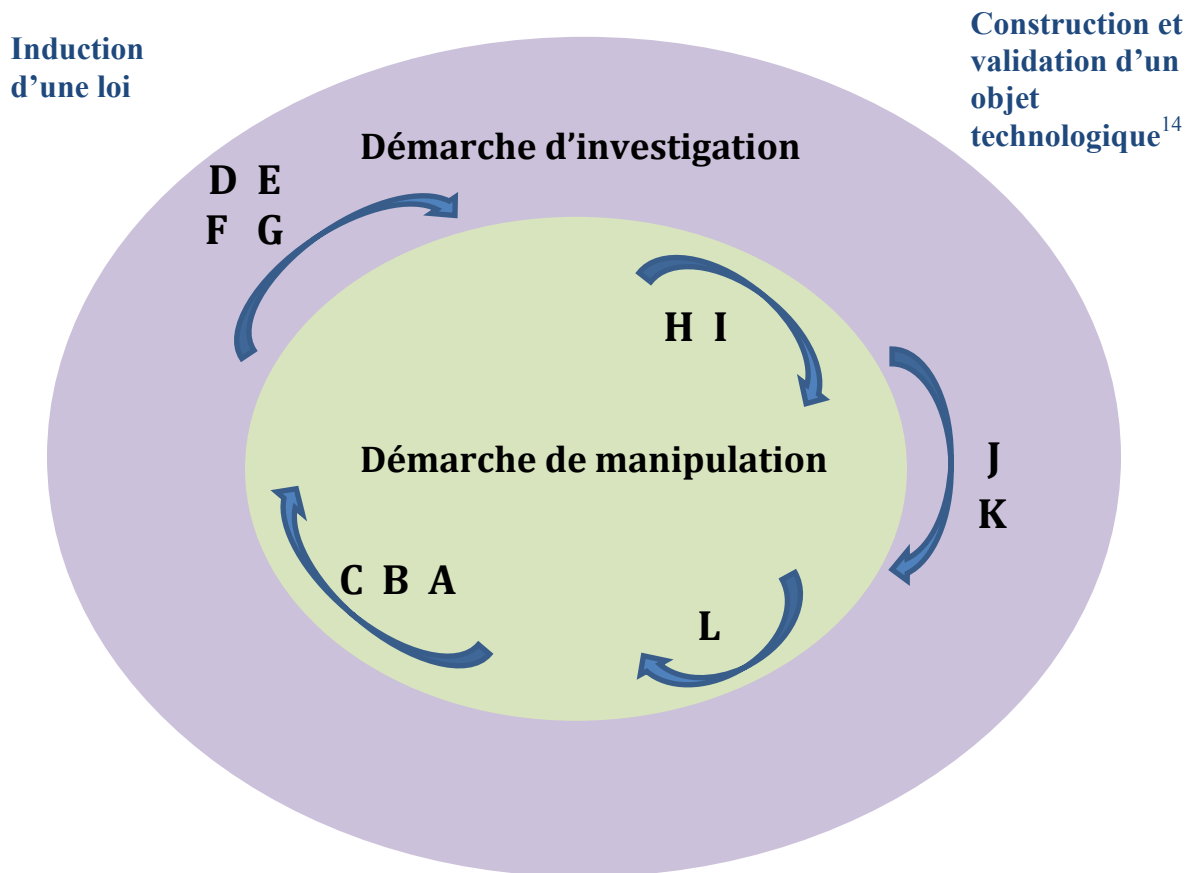 Induction
d’une loi
Construction et
validation d’un
objet
technologique14
Démarche d’investigation
D E
F G
H I
Démarche de manipulation
J
K
C B A
L